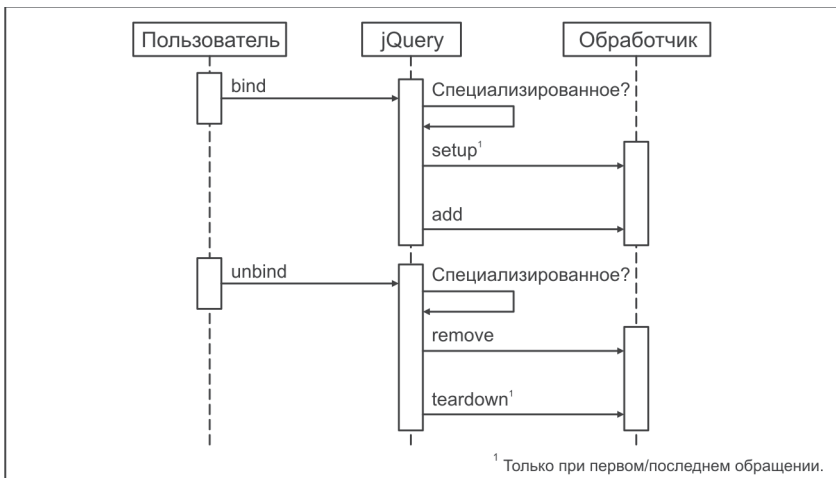 Пользователь jQuery Обработчик
bind
Специализированное?
setup¹
add
unbind
Специализированное?
remove
teardown¹
¹ Только при первом/последнем обращении.